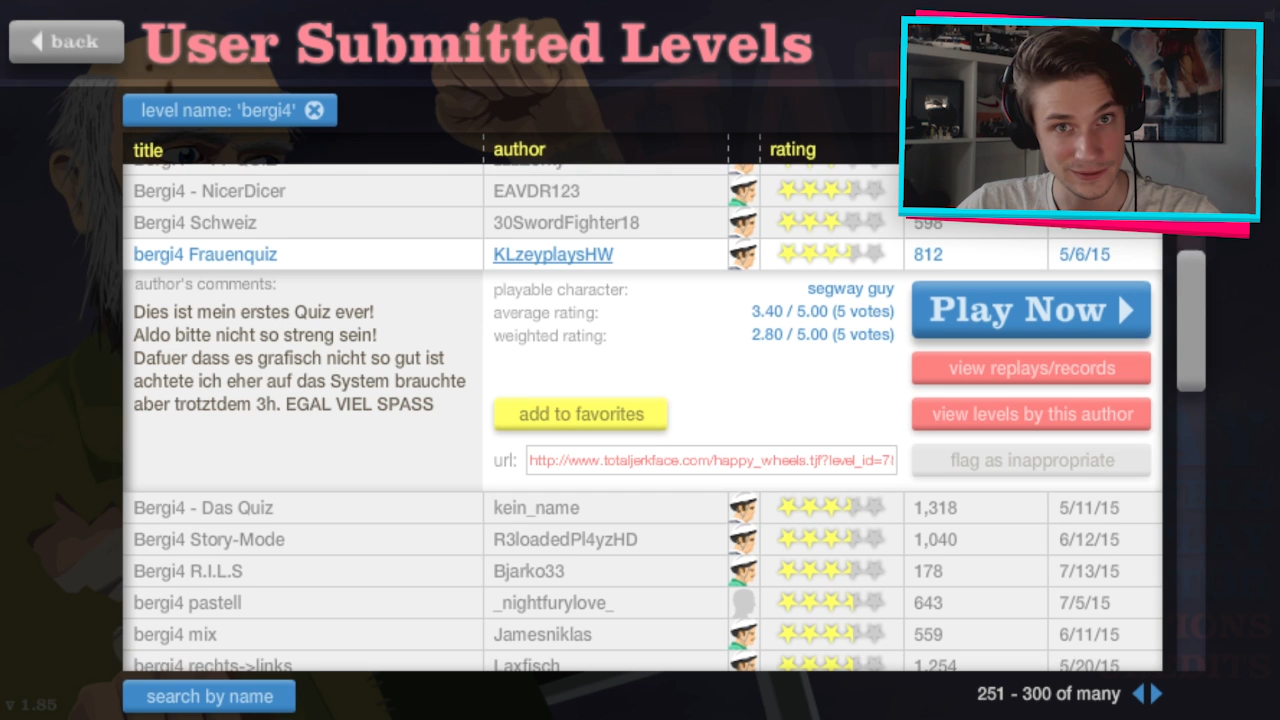 back
User Submitted Levels
level name: 'bergi4'
title author rating
Bergi4 - NicerDicer EAVDR123
Bergi4 Schweiz 30SwordFighter18 598
bergi4 Frauenquiz KLzeyplaysHW 812 5/6/15
author's comments:
Dies ist mein erstes Quiz ever!
Aldo bitte nicht so streng sein!
Dafuer dass es grafisch nicht so gut ist
achtete ich eher auf das System brauchte
aber trotztdem 3h. EGAL VIEL SPASS
playable character: segway guy
average rating: 3.40 / 5.00 (5 votes)
weighted rating: 2.80 / 5.00 (5 votes)
add to favorites
url: http://www.totaljerkface.com/happy_wheels.tjf?level_id=7
Play Now
view replays/records
view levels by this author
flag as inappropriate
Bergi4 - Das Quiz kein_name 1,318 5/11/15
Bergi4 Story-Mode R3loadedPl4yzHD 1,040 6/12/15
Bergi4 R.I.L.S Bjarko33 178 7/13/15
bergi4 pastell _nightfurylove_ 643 7/5/15
bergi4 mix Jamesniklas 559 6/11/15
bergi4 rechts->links Laxfisch 1,254 5/20/15
search by name
251 - 300 of many
v 1.85